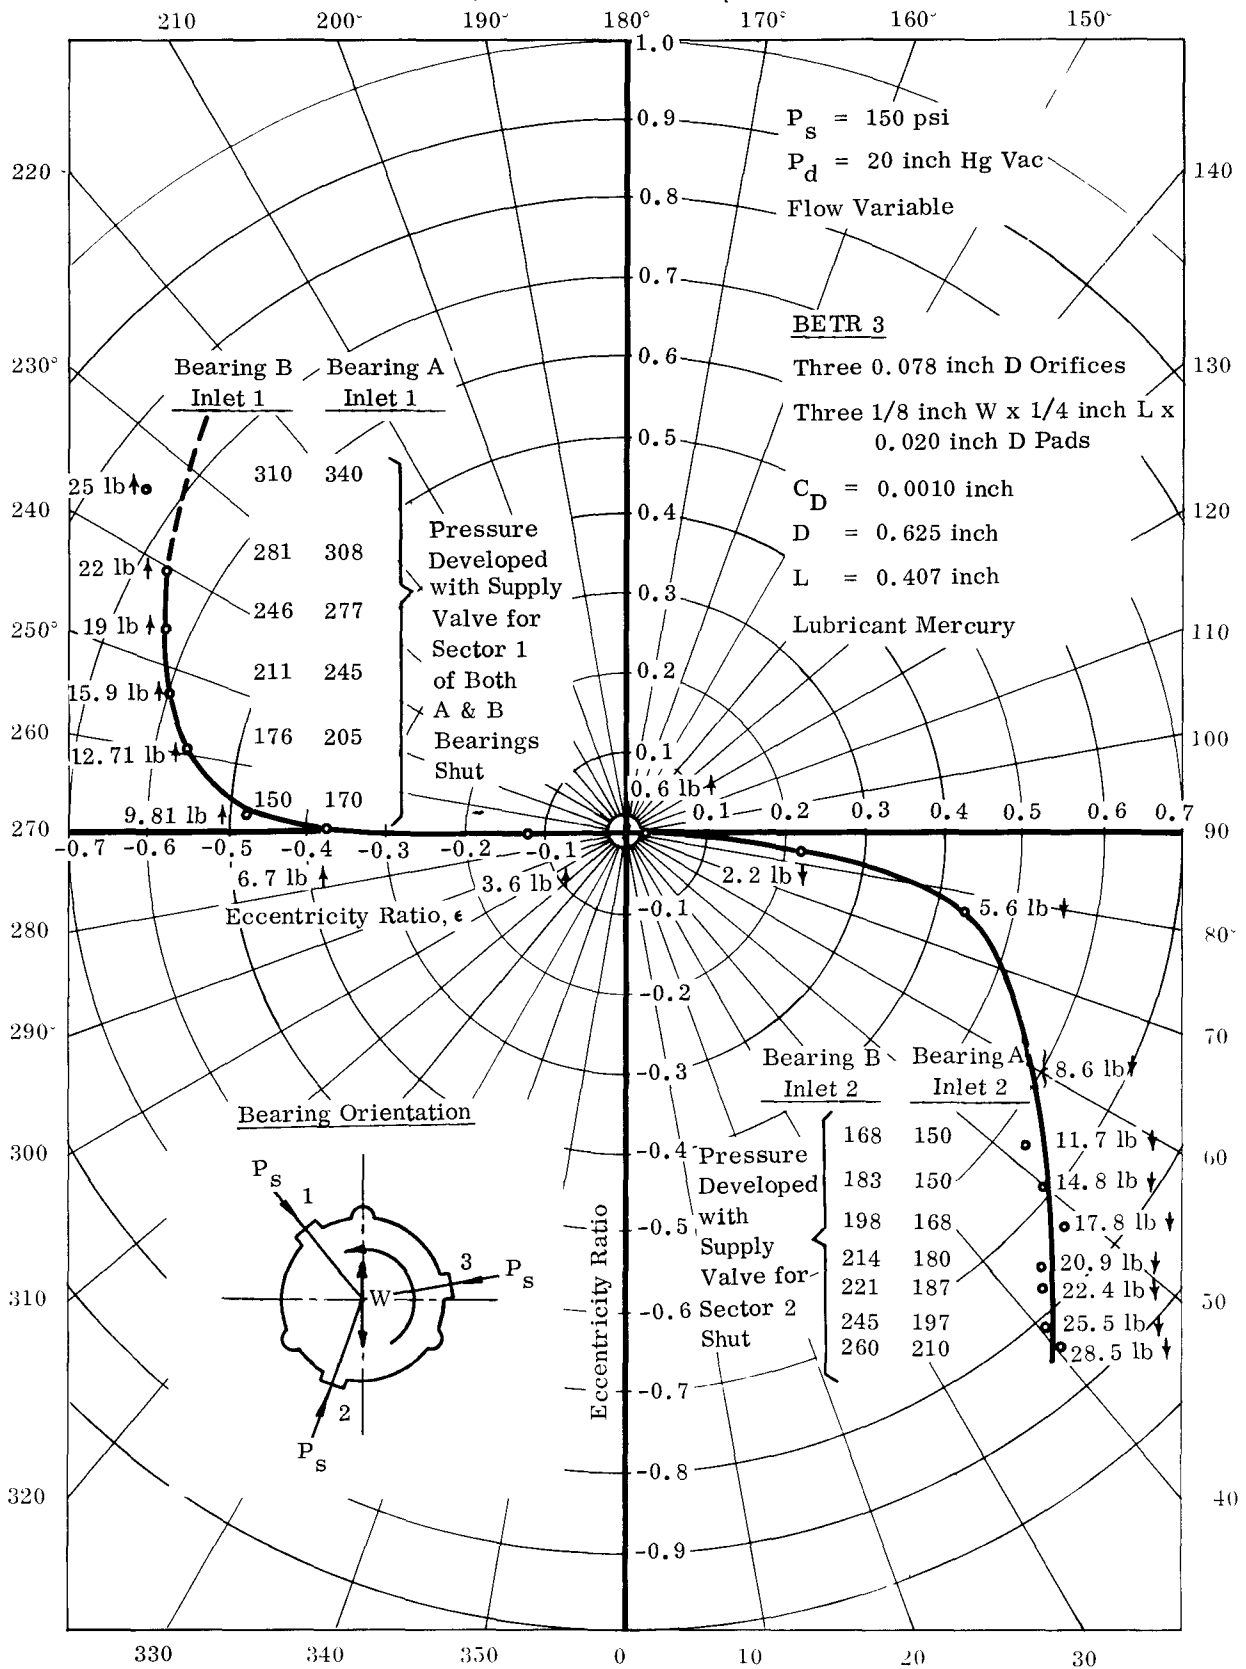 210 200° 190° 180° 170° 160° 150°
1.0
0.9
0.8
0.7
0.6
0.5
0.4
0.3
0.2
0.1
P_s = 150 psi
P_d = 20 inch Hg Vac
Flow Variable
BETR 3
Three 0.078 inch D Orifices
Three 1/8 inch W x 1/4 inch L x
0.020 inch D Pads
C_D = 0.0010 inch
D = 0.625 inch
L = 0.407 inch
Lubricant Mercury
220
230°
240
250°
260
270
280
290
300
310
320
140
130
120
110
100
90
80
70
60
50
40
Bearing B Bearing A
Inlet 1 Inlet 1
310 340
281 308
246 277
211 245
176 205
150 170
Pressure
Developed
with Supply
Valve for
Sector 1
of Both
A & B
Bearings
Shut
25 lb
22 lb
19 lb
15.9 lb
12.71 lb
9.81 lb
6.7 lb
3.6 lb
0.6 lb
2.2 lb
5.6 lb
-0.7 -0.6 -0.5 -0.4 -0.3 -0.2 -0.1
0.1 0.2 0.3 0.4 0.5 0.6 0.7
Eccentricity Ratio, ϵ
-0.1
-0.2
-0.3
-0.4
-0.5
-0.6
-0.7
-0.8
-0.9
Eccentricity Ratio
Bearing B Bearing A
Inlet 2 Inlet 2
168 150
183 150
198 168
214 180
221 187
245 197
260 210
Pressure
Developed
with
Supply
Valve for
Sector 2
Shut
8.6 lb
11.7 lb
14.8 lb
17.8 lb
20.9 lb
22.4 lb
25.5 lb
28.5 lb
Bearing Orientation
P_s
1
3
P_s
W
2
P_s
330 340 350 0 10 20 30